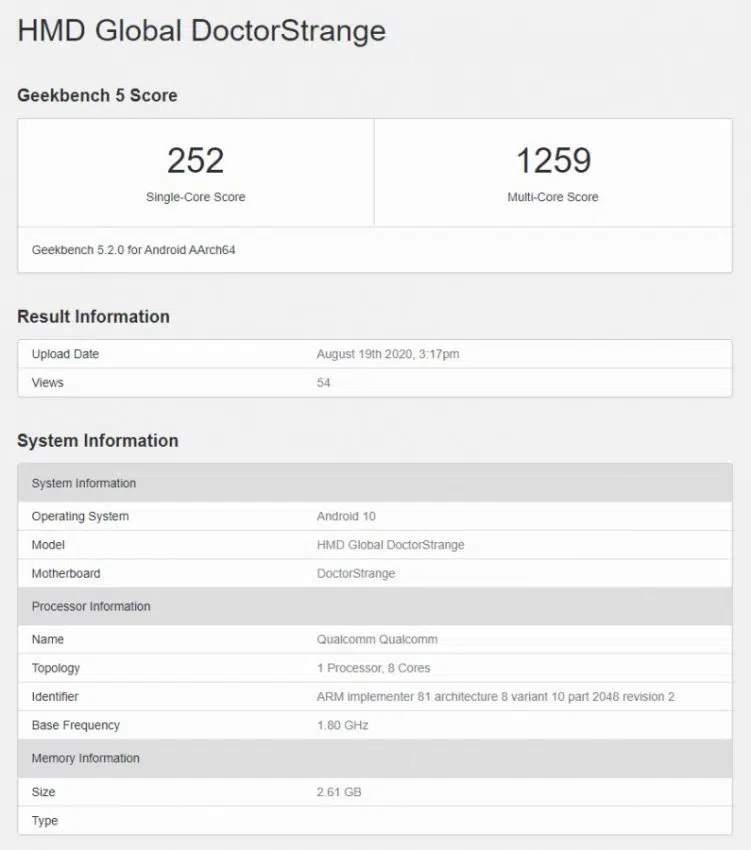 HMD Global DoctorStrange
Geekbench 5 Score
252
Single-Core Score
1259
Multi-Core Score
Geekbench 5.2.0 for Android AArch64
Result Information
Upload Date August 19th 2020, 3:17pm
Views 54
System Information
System Information
Operating System Android 10
Model HMD Global DoctorStrange
Motherboard DoctorStrange
Processor Information
Name Qualcomm Qualcomm
Topology 1 Processor, 8 Cores
Identifier ARM implementer 81 architecture 8 variant 10 part 2048 revision 2
Base Frequency 1.80 GHz
Memory Information
Size 2.61 GB
Type